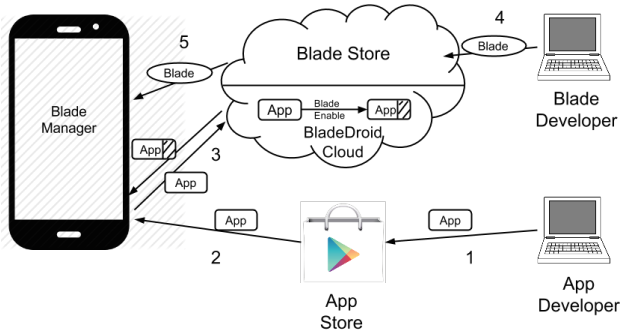 5
Blade
Blade Store
4
Blade
Blade
Developer
Blade
Manager
App
Blade
Enable
App
BladeDroid
Cloud
App
3
App
App
2
App
Store
App
1
App
Developer